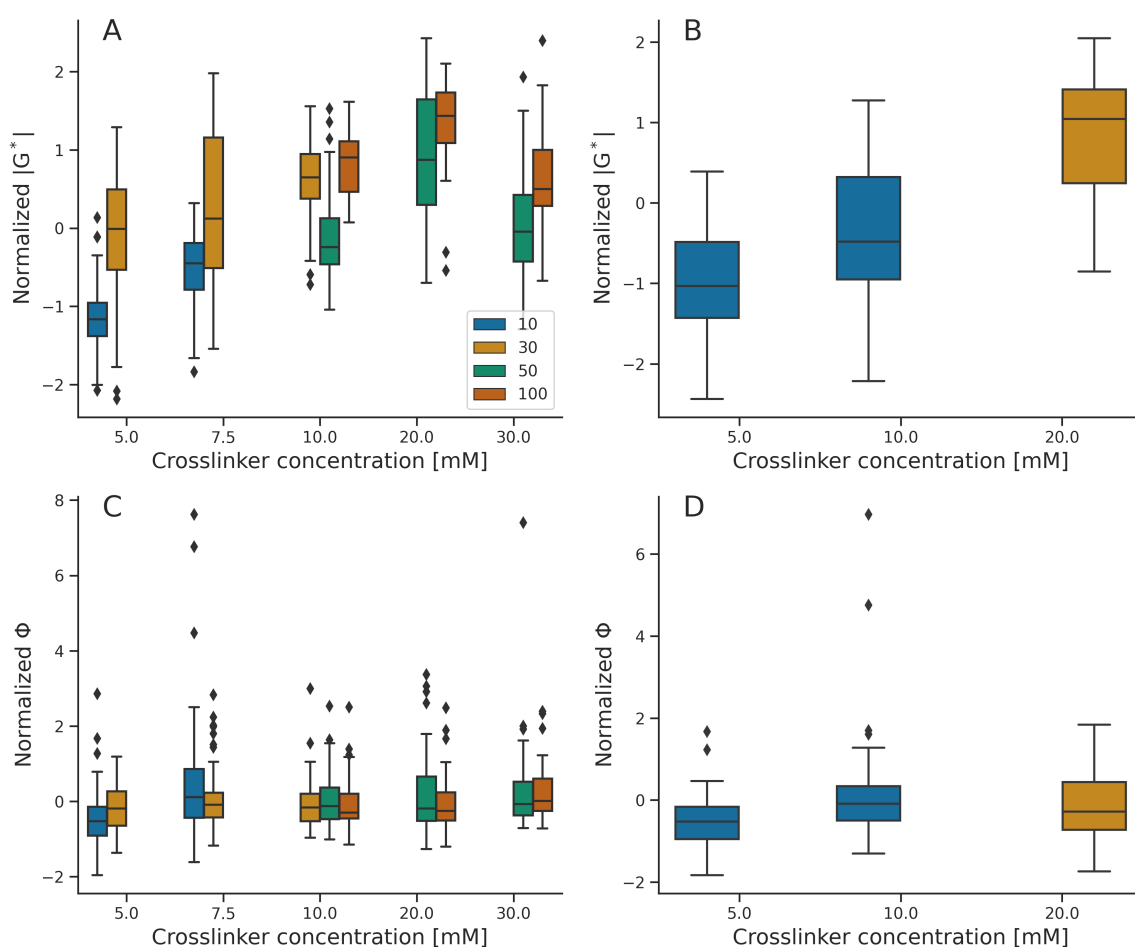 A
Normalized |G*|
2
1
0
−1
−2
10
30
50
100
5.0 7.5 10.0 20.0 30.0
Crosslinker concentration [mM]
B
Normalized |G*|
2
1
0
−1
−2
5.0 10.0 20.0
Crosslinker concentration [mM]
C
Normalized Φ
8
6
4
2
0
−2
5.0 7.5 10.0 20.0 30.0
Crosslinker concentration [mM]
D
Normalized Φ
6
4
2
0
−2
5.0 10.0 20.0
Crosslinker concentration [mM]